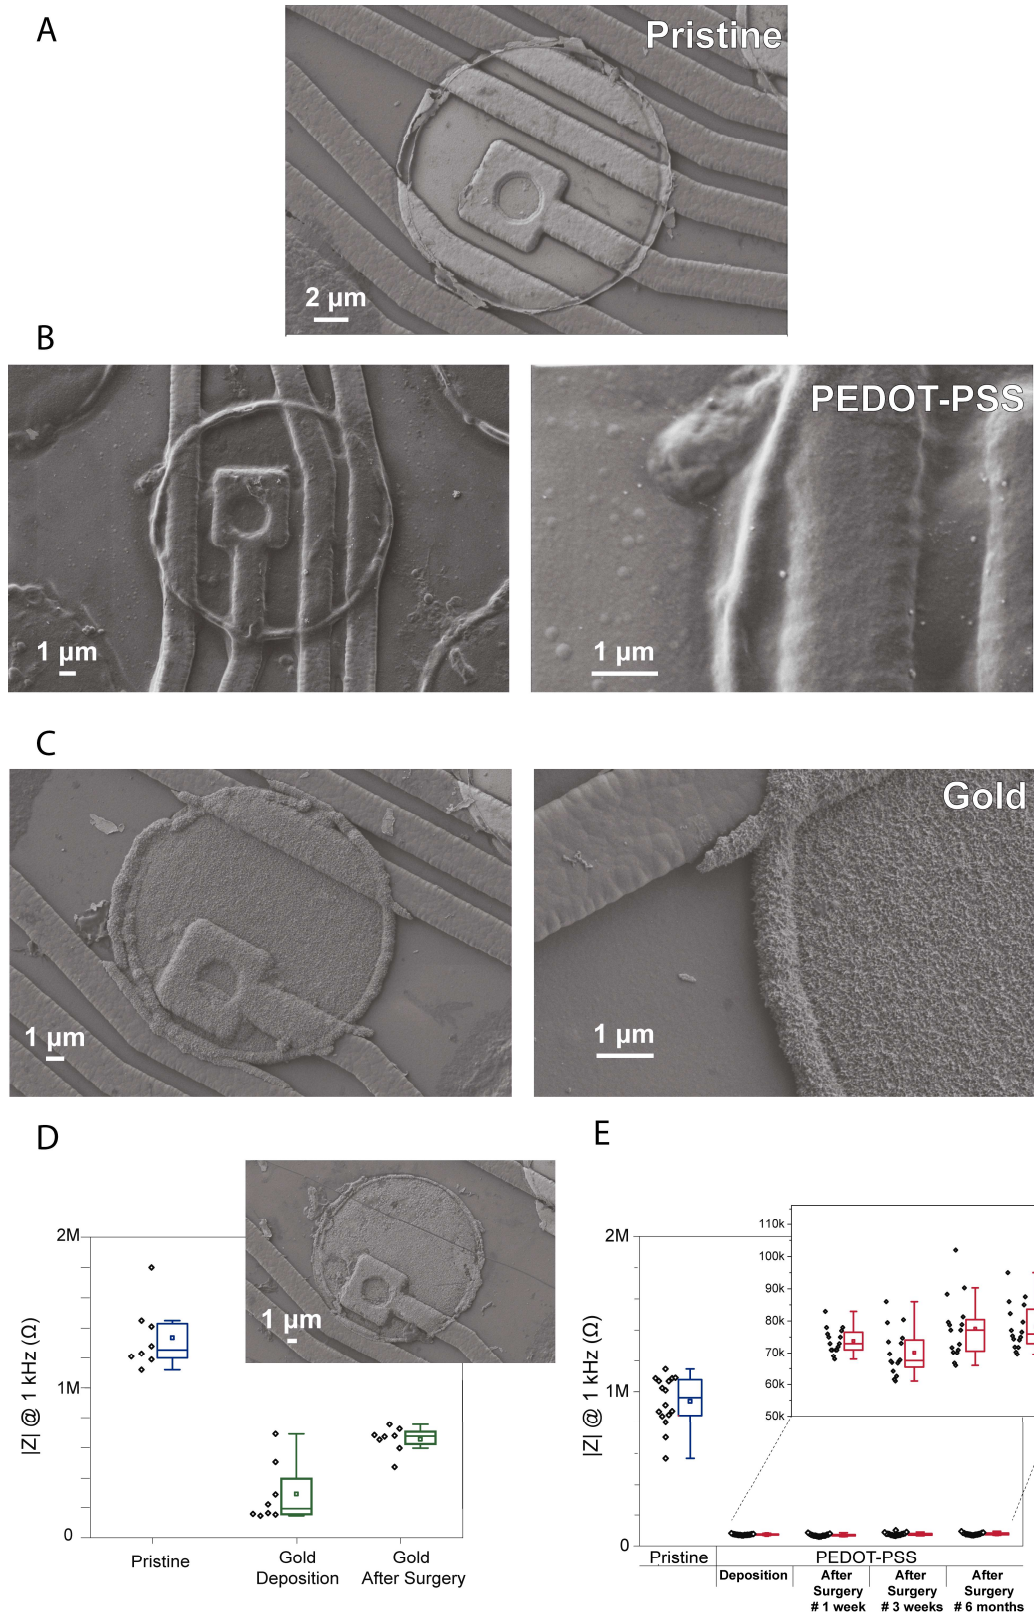 A
Pristine
2 µm
B
1 µm
PEDOT-PSS
1 µm
C
1 µm
Gold
1 µm
D
|Z| @ 1 kHz (Ω)
2M
1M
0
1 µm
Pristine
Gold
Deposition
Gold
After Surgery
E
|Z| @ 1 kHz (Ω)
2M
1M
0
110k
100k
90k
80k
70k
60k
50k
Pristine
PEDOT-PSS
Deposition
After
Surgery
# 1 week
After
Surgery
# 3 weeks
After
Surgery
# 6 months